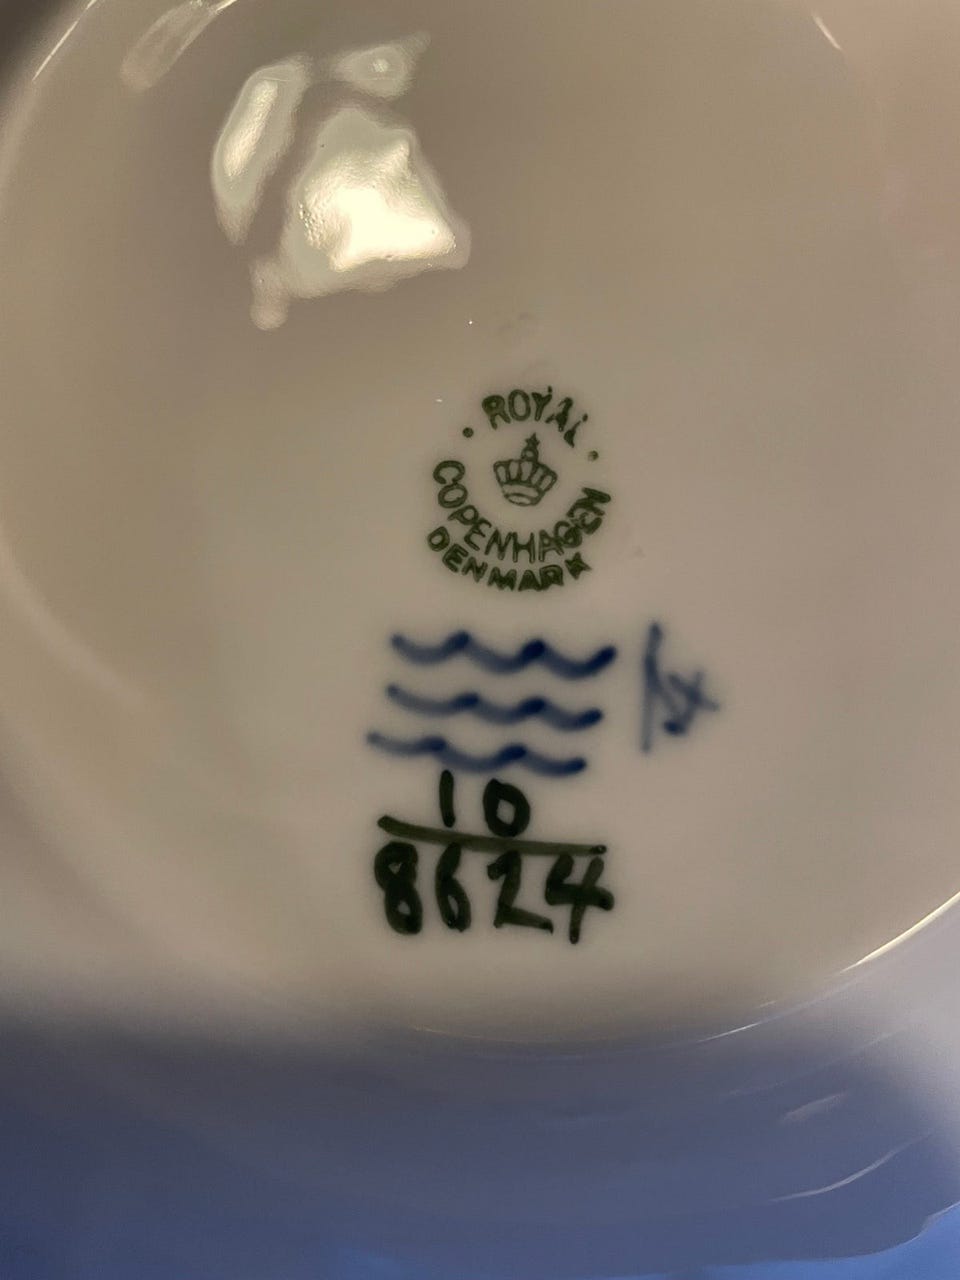 ROYAL
COPENHAGEN
DENMARK
10
8624